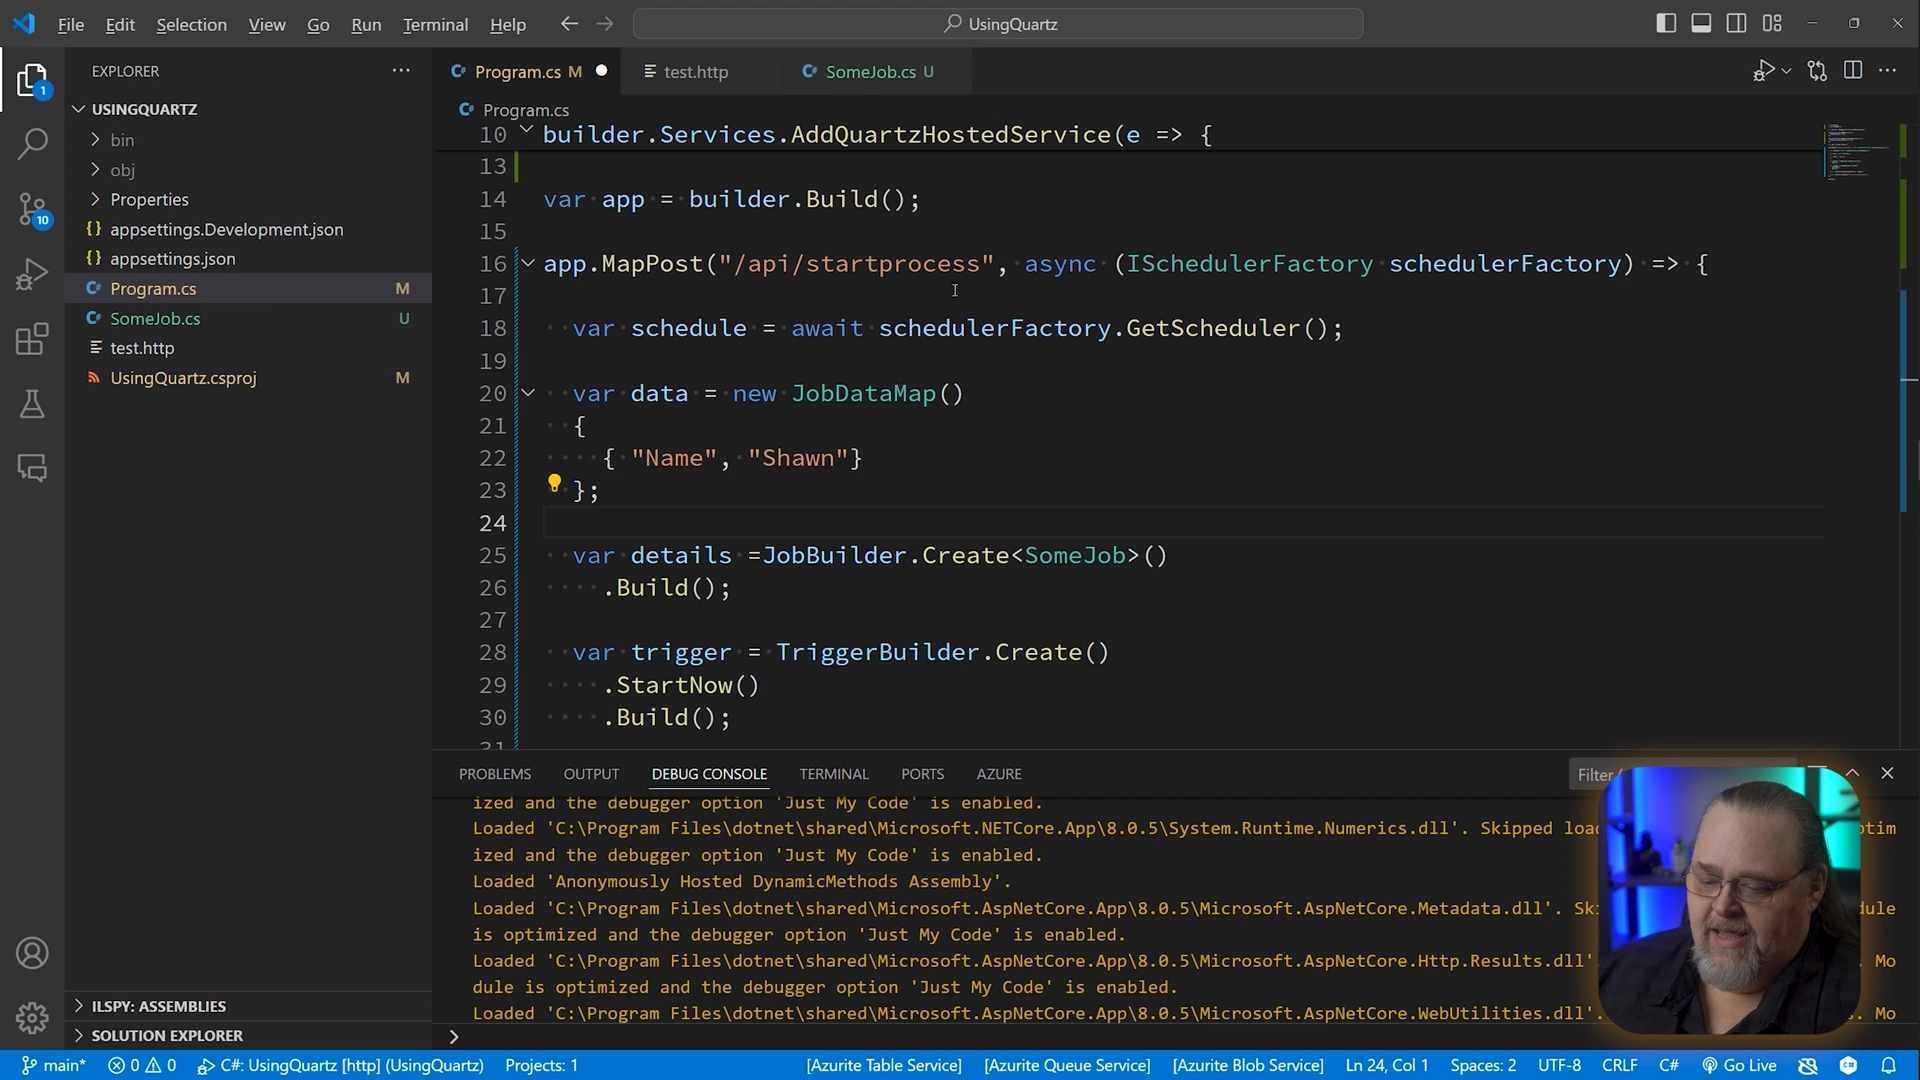 File Edit Selection View Go Run Terminal Help UsingQuartz
EXPLORER
Program.cs M test.http SomeJob.cs U
USINGQUARTZ
bin
obj
Properties
appsettings.Development.json
appsettings.json
Program.cs M
SomeJob.cs U
test.http
UsingQuartz.csproj M
ILSPY: ASSEMBLIES
SOLUTION EXPLORER
1
10
Program.cs
10 builder.Services.AddQuartzHostedService(e => {
13
14 var app = builder.Build();
15
16 app.MapPost("/api/startprocess", async (ISchedulerFactory schedulerFactory) => {
17
18 var schedule = await schedulerFactory.GetScheduler();
19
20 var data = new JobDataMap()
21 {
22 { "Name", "Shawn"}
23 };
24
25 var details =JobBuilder.Create<SomeJob>()
26 .Build();
27
28 var trigger = TriggerBuilder.Create()
29 .StartNow()
30 .Build();
31
PROBLEMS OUTPUT DEBUG CONSOLE TERMINAL PORTS AZURE Filter
ized and the debugger option 'Just My Code' is enabled.
Loaded 'C:\Program Files\dotnet\shared\Microsoft.NETCore.App\8.0.5\System.Runtime.Numerics.dll'. Skipped
ized and the debugger option 'Just My Code' is enabled.
Loaded 'Anonymously Hosted DynamicMethods Assembly'.
Loaded 'C:\Program Files\dotnet\shared\Microsoft.AspNetCore.App\8.0.5\Microsoft.AspNetCore.Metadata.dll'.
is optimized and the debugger option 'Just My Code' is enabled.
Loaded 'C:\Program Files\dotnet\shared\Microsoft.AspNetCore.App\8.0.5\Microsoft.AspNetCore.Http.Results.dll'. Mo
dule is optimized and the debugger option 'Just My Code' is enabled.
Loaded 'C:\Program Files\dotnet\shared\Microsoft.AspNetCore.App\8.0.5\Microsoft.AspNetCore.WebUtilities.dll'. Mo
main* 0 0 C#: UsingQuartz [http] (UsingQuartz) Projects: 1 [Azurite Table Service] [Azurite Queue Service] [Azurite Blob Service] Ln 24, Col 1 Spaces: 2 UTF-8 CRLF C# Go Live